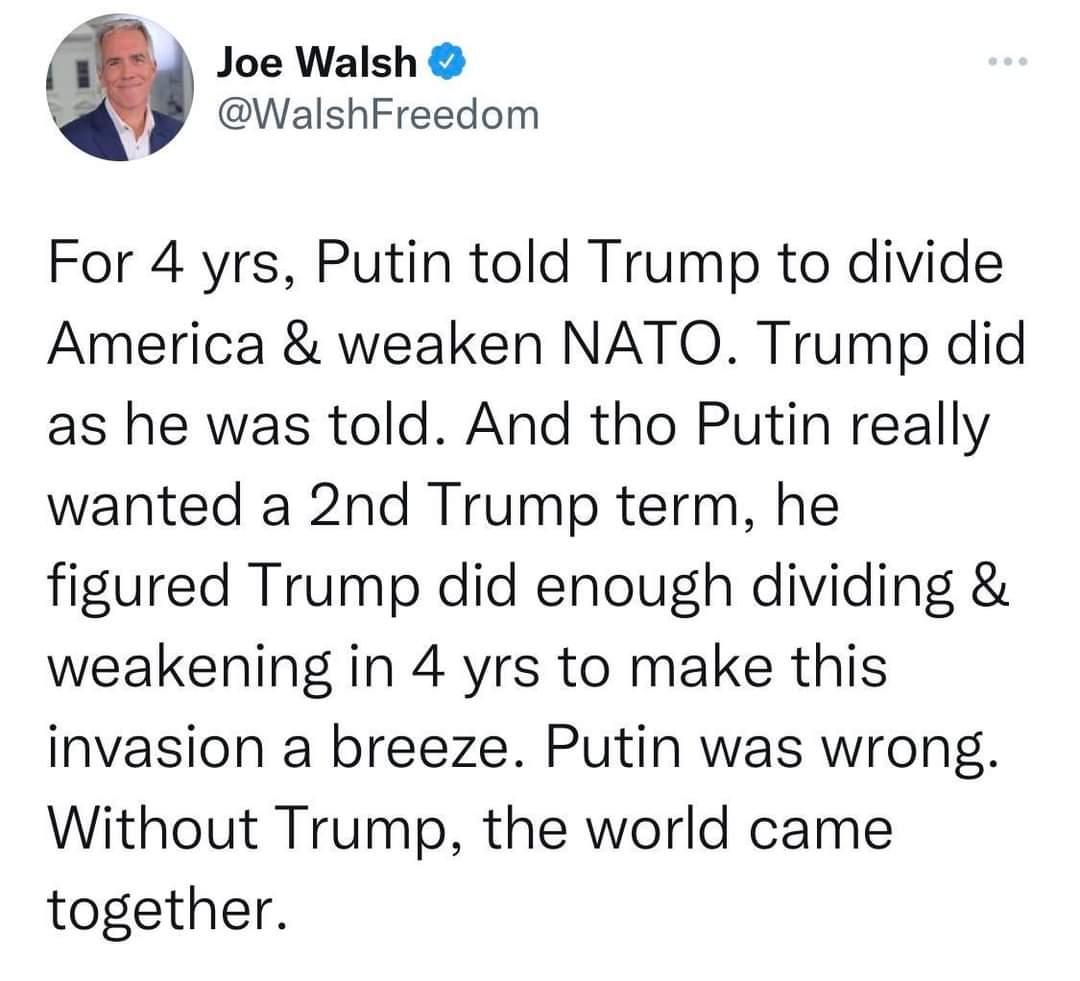 Joe Walsh
@WalshFreedom
For 4 yrs, Putin told Trump to divide
America & weaken NATO. Trump did
as he was told. And tho Putin really
wanted a 2nd Trump term, he
figured Trump did enough dividing &
weakening in 4 yrs to make this
invasion a breeze. Putin was wrong.
Without Trump, the world came
together.